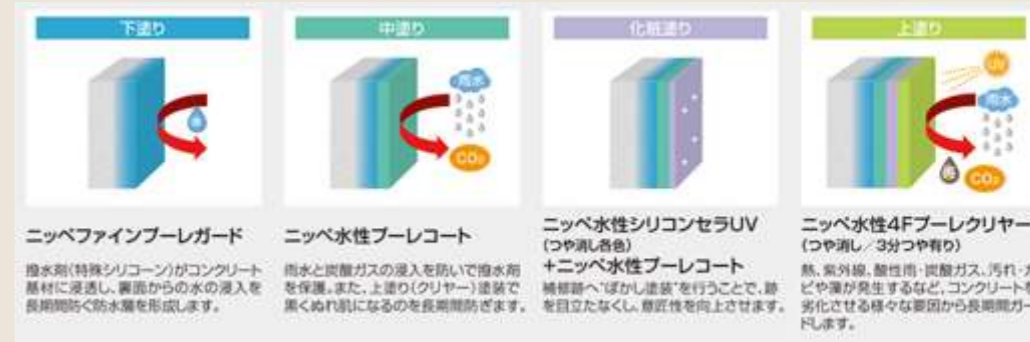 下塗り
水
ニッペファインプーレガード
撥水剤(特殊シリコーン)がコンクリート
基材に浸透し、裏面からの水の浸入を
長期間防ぐ防水層を形成します。
中塗り
雨水
CO₂
ニッペ水性プーレコート
雨水と炭酸ガスの浸入を防いで撥水剤
を保護。また、上塗り(クリヤー)塗装で
黒くぬれ肌になるのを長期間防ぎます。
化粧塗り
ニッペ水性シリコンセラUV
(つや消し各色)
+ニッペ水性プーレコート
補修跡へ"ぼかし塗装"を行うことで、跡
を目立たなくし、意匠性を向上させます。
上塗り
UV
雨水
CO₂
ニッペ水性4Fプーレクリヤー
(つや消し/3分つや有り)
熱、紫外線、酸性雨・炭酸ガス、汚れ・カ
ビや藻が発生するなど、コンクリートを
劣化させる様々な要因から長期間ガー
ドします。